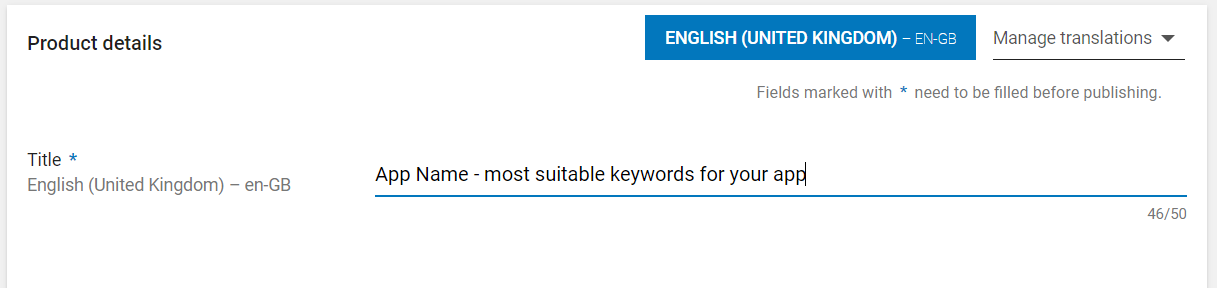 Product details
ENGLISH (UNITED KINGDOM) – EN-GB
Manage translations
Fields marked with * need to be filled before publishing.
Title *
English (United Kingdom) – en-GB
App Name - most suitable keywords for your app
46/50